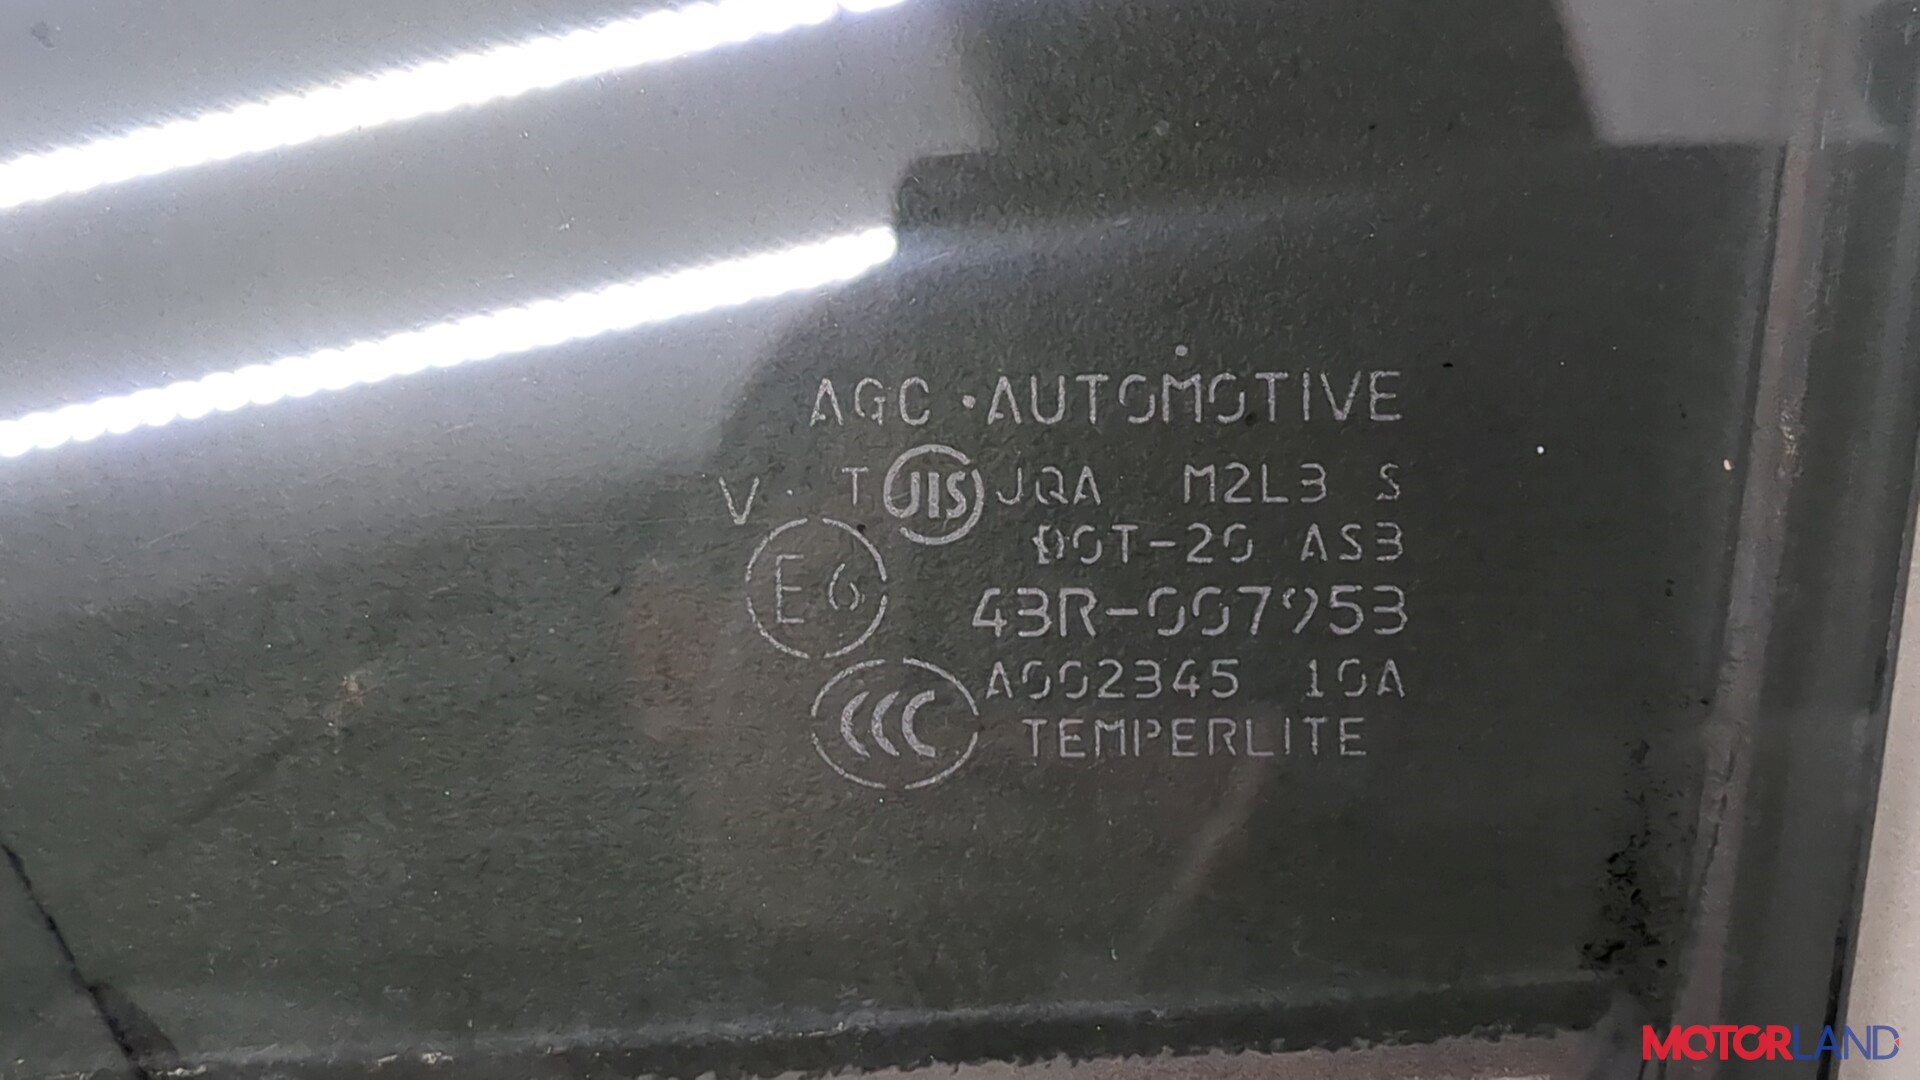 AGC AUTOMOTIVE
V T JIS JQA M2L3 S
DOT-20 AS3
E6 43R-007953
CCC A002345 10A
TEMPERLITE
MOTORLAND